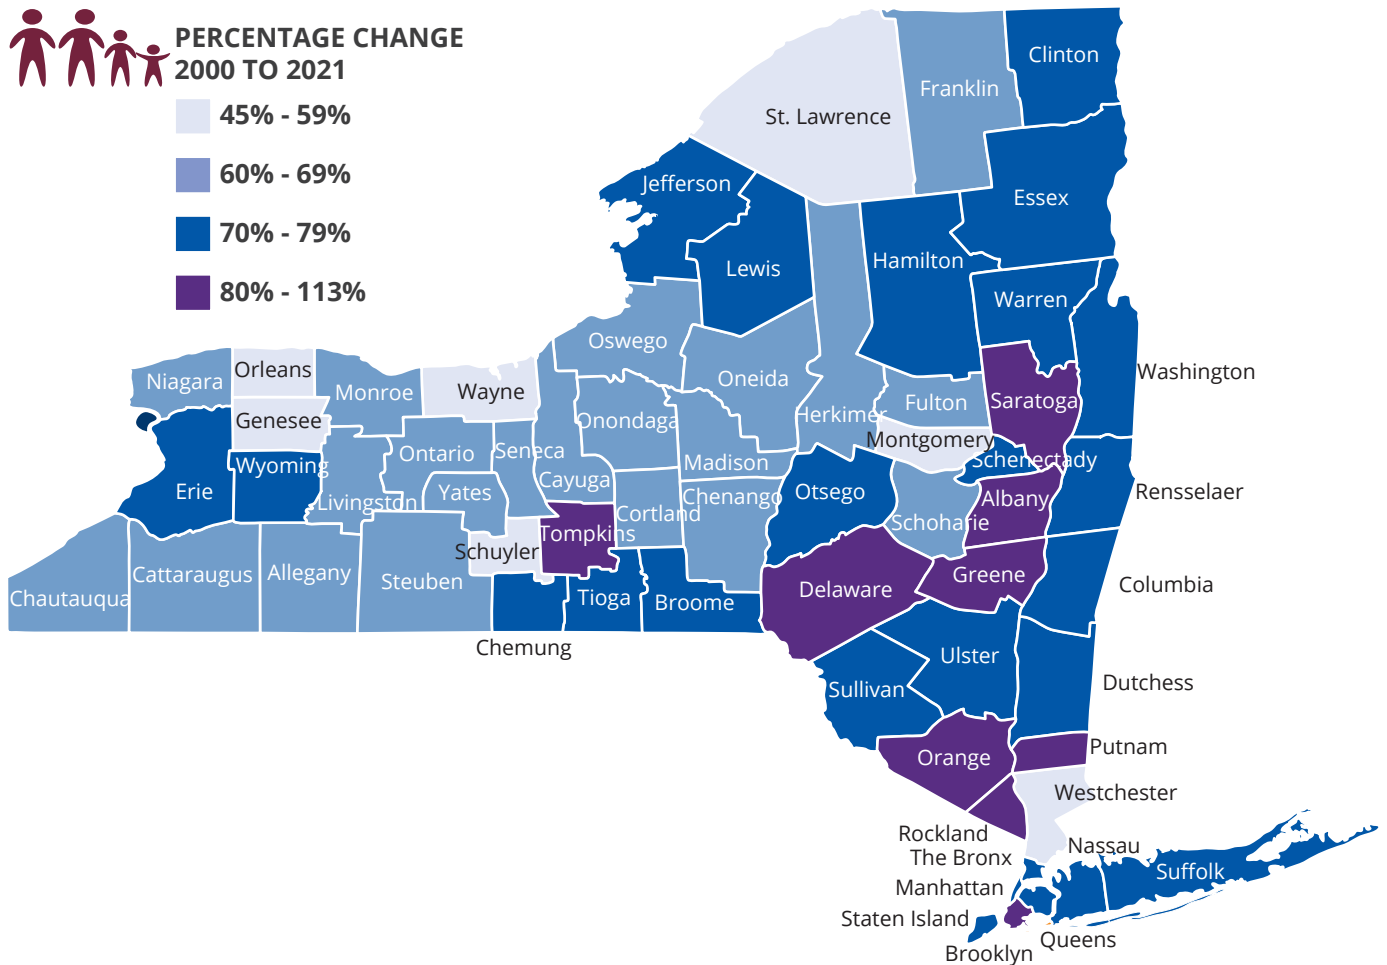 PERCENTAGE CHANGE
2000 TO 2021
45% - 59%
60% - 69%
70% - 79%
80% - 113%
Clinton
Franklin
St. Lawrence
Jefferson
Essex
Lewis
Hamilton
Warren
Oswego
Washington
Orleans
Niagara
Monroe
Wayne
Oneida
Saratoga
Fulton
Herkimer
Genesee
Onondaga
Montgomery
Ontario
Seneca
Schenectady
Wyoming
Madison
Cayuga
Erie
Yates
Otsego
Rensselaer
Chenango
Albany
Livingston
Cortland
Schoharie
Tompkins
Schuyler
Cattaraugus
Allegany
Steuben
Greene
Columbia
Delaware
Chautauqua
Tioga
Broome
Chemung
Ulster
Dutchess
Sullivan
Putnam
Orange
Westchester
Rockland
Nassau
The Bronx
Suffolk
Manhattan
Staten Island
Queens
Brooklyn